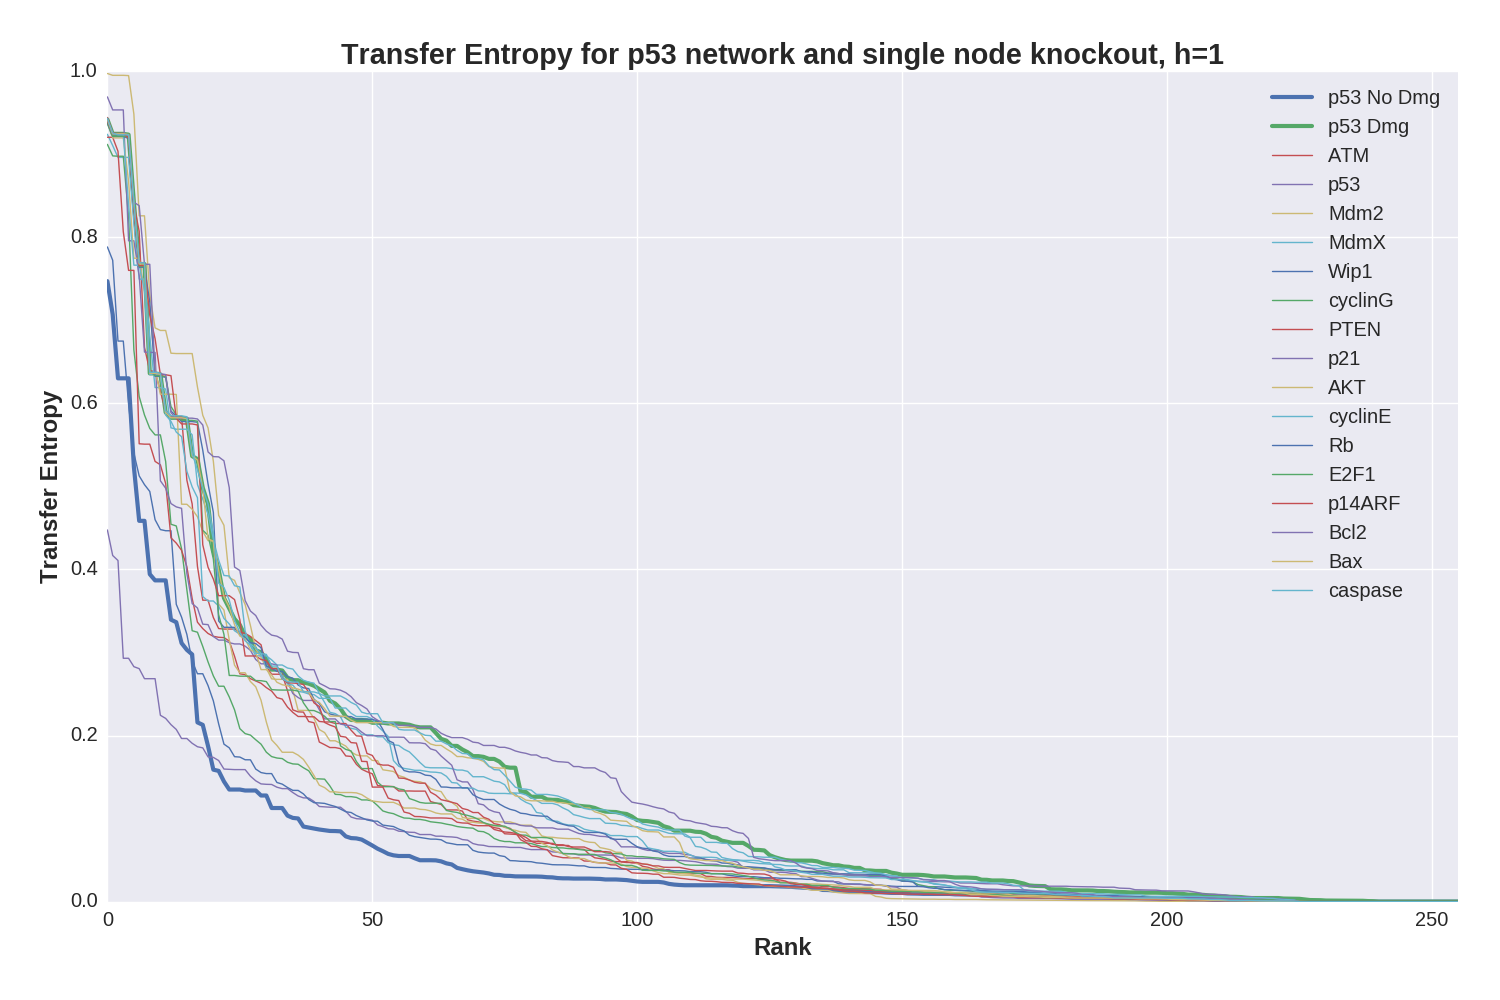 Transfer Entropy for p53 network and single node knockout, h=1
1.0
0.8
0.6
0.4
0.2
0.0
Transfer Entropy
0
50
100
150
200
250
Rank
p53 No Dmg
p53 Dmg
ATM
p53
Mdm2
MdmX
Wip1
cyclinG
PTEN
p21
AKT
cyclinE
Rb
E2F1
p14ARF
Bcl2
Bax
caspase